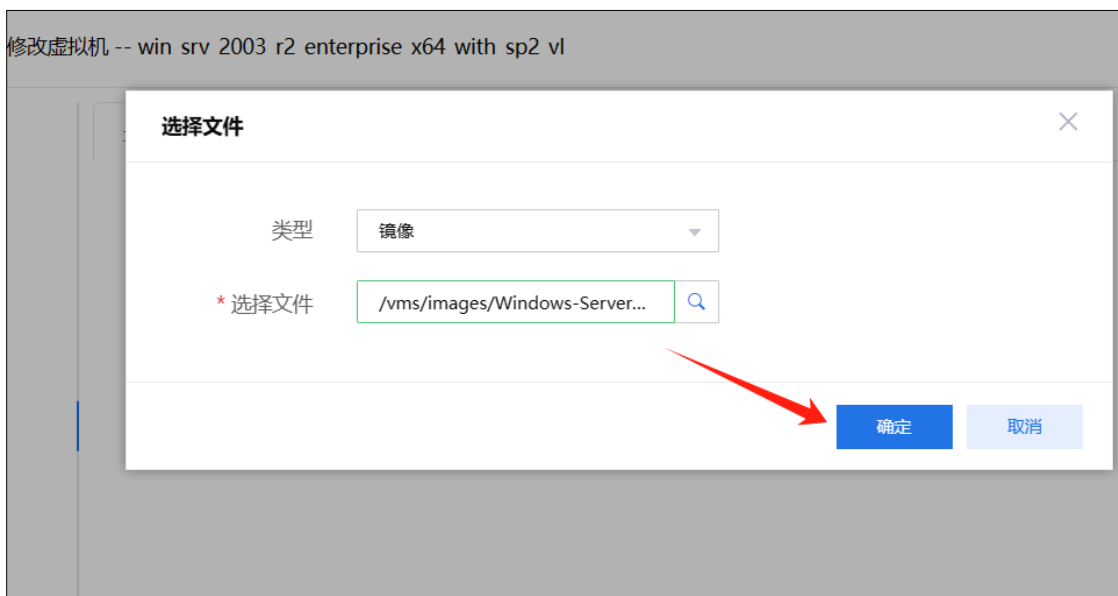 修改虚拟机 -- win srv 2003 r2 enterprise x64 with sp2 vl
选择文件
类型
镜像
* 选择文件
/vms/images/Windows-Server...
确定
取消